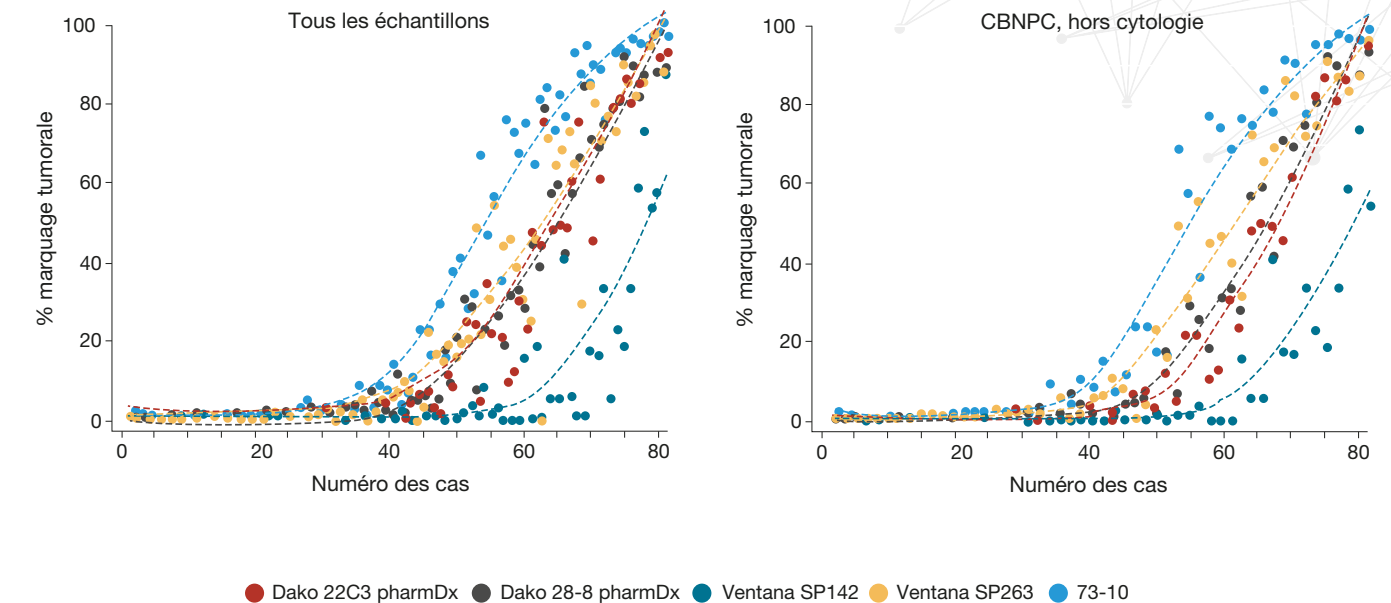 Tous les échantillons
% marquage tumorale
100
80
60
40
20
0
0 20 40 60 80
Numéro des cas
CBNPC, hors cytologie
% marquage tumorale
100
80
60
40
20
0
0 20 40 60 80
Numéro des cas
Dako 22C3 pharmDx Dako 28-8 pharmDx Ventana SP142 Ventana SP263 73-10